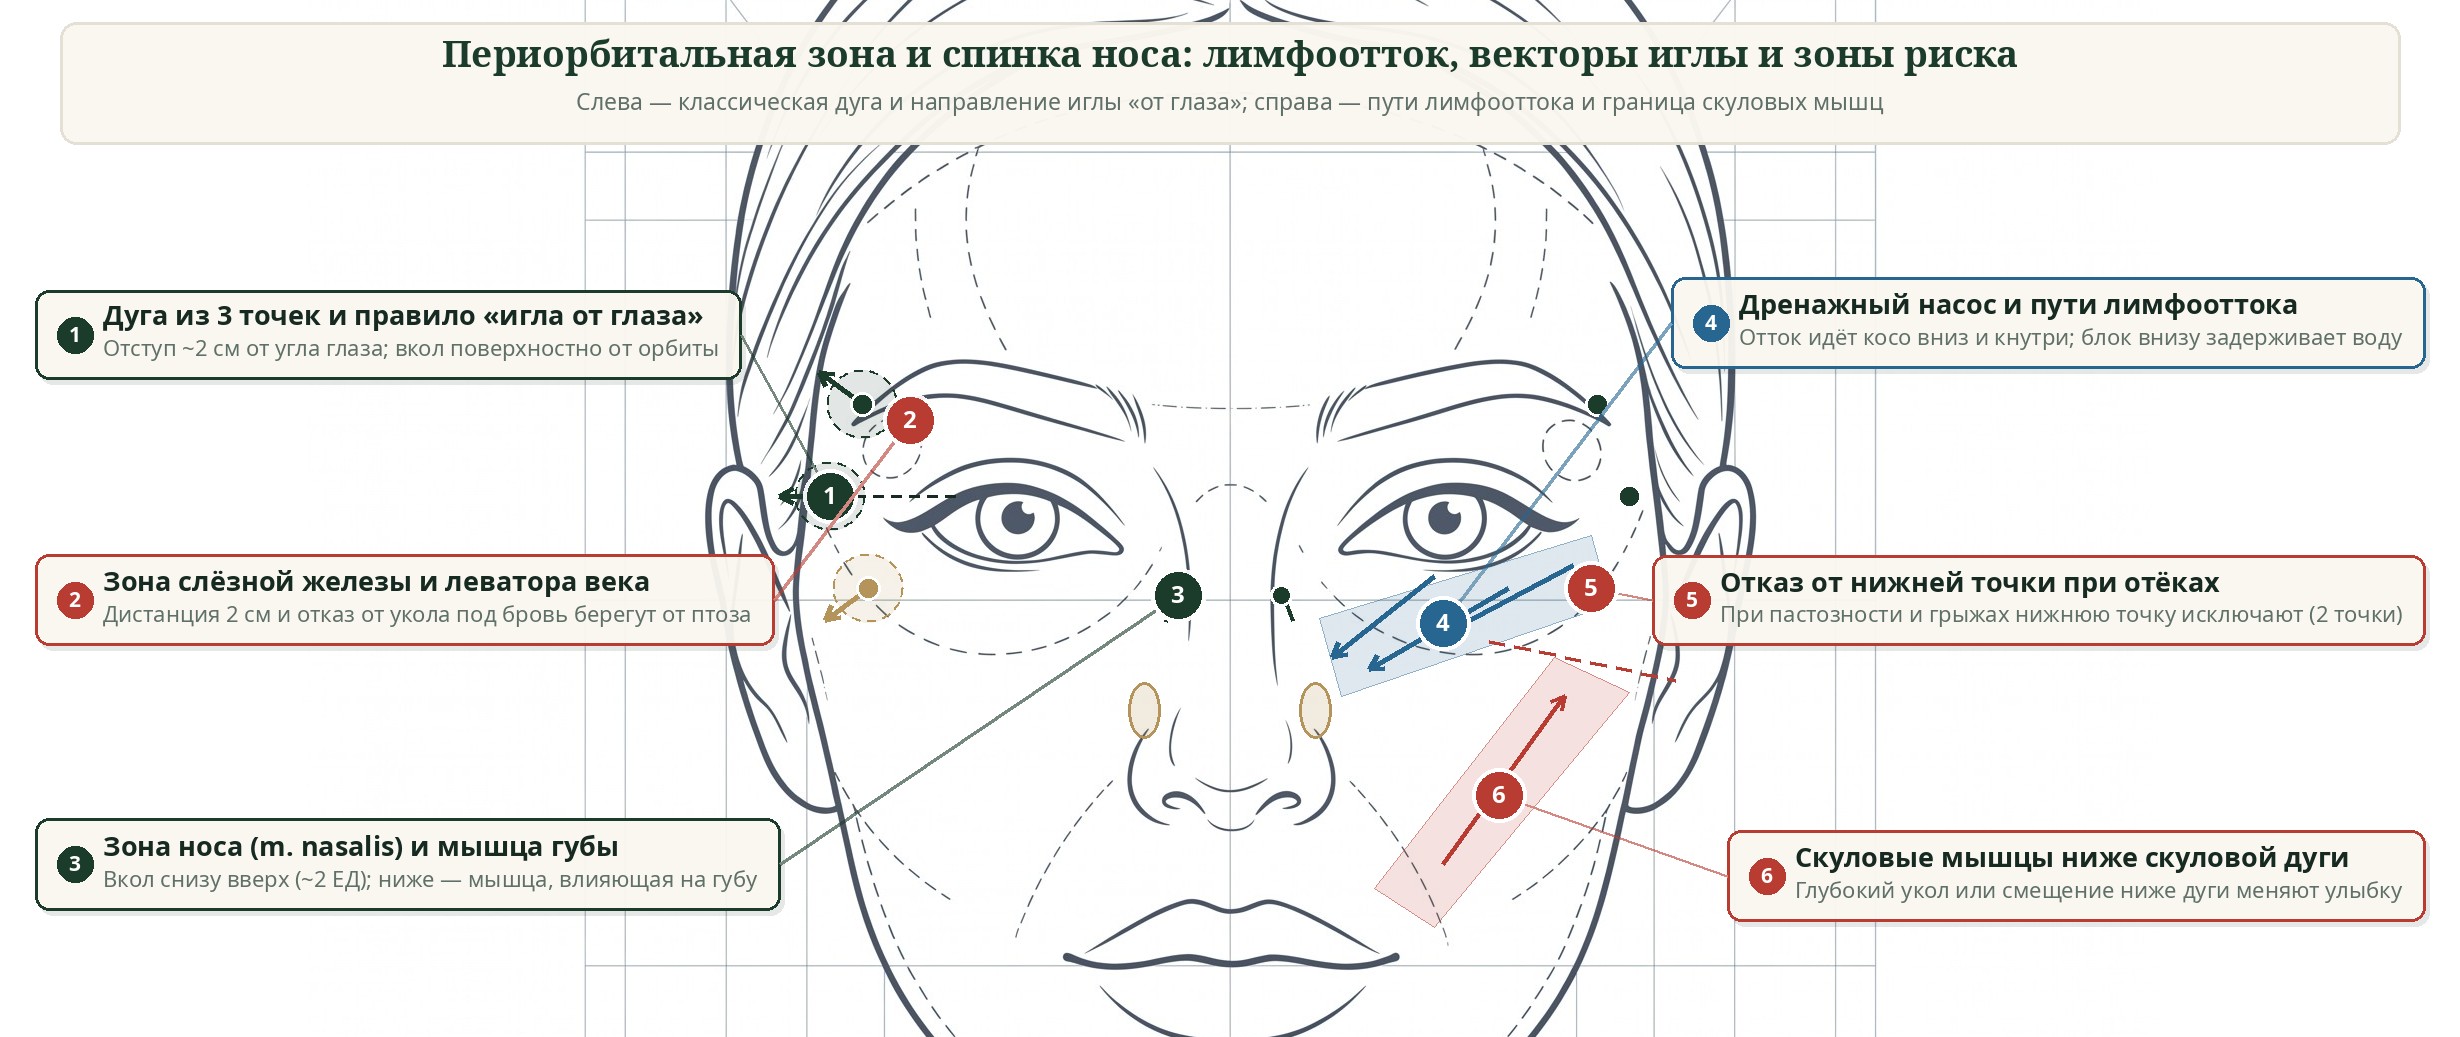 Периорбитальная зона и спинка носа: лимфоотток, векторы иглы и зоны риска
Слева — классическая дуга и направление иглы «от глаза»; справа — пути лимфооттока и граница скуловых мышц
1 Дуга из 3 точек и правило «игла от глаза»
Отступ ~2 см от угла глаза; вкол поверхностно от орбиты
2 Зона слёзной железы и леватора века
Дистанция 2 см и отказ от укола под бровь берегут от птоза
3 Зона носа (m. nasalis) и мышца губы
Вкол снизу вверх (~2 ЕД); ниже — мышца, влияющая на губу
4 Дренажный насос и пути лимфооттока
Отток идёт косо вниз и кнутри; блок внизу задерживает воду
5 Отказ от нижней точки при отёках
При пастозности и грыжах нижнюю точку исключают (2 точки)
6 Скуловые мышцы ниже скуловой дуги
Глубокий укол или смещение ниже дуги меняют улыбку
2
1
3
5
4
6